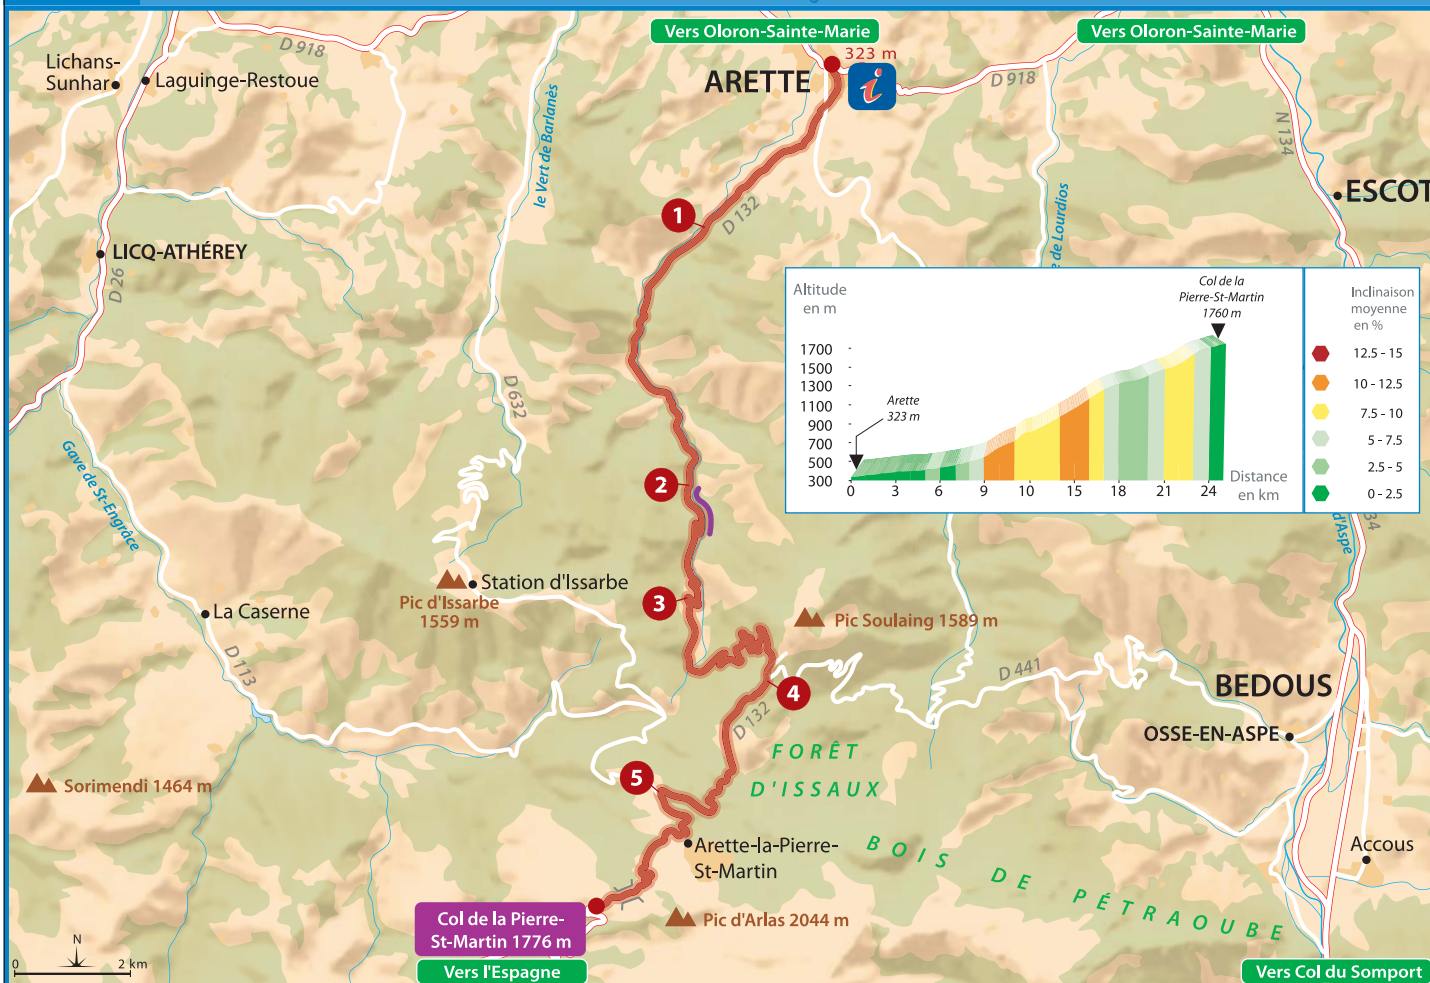 Vers Oloron-Sainte-Marie
Vers Oloron-Sainte-Marie
323 m
ARETTE
i
D 918
D 918
Lichans-
Sunhar
Laguinge-Restoue
le Vert de Barlanès
N 134
ESCOT
1
D 132
e de Lourdios
LICQ-ATHÉREY
D 26
Altitude
en m
Col de la
Pierre-St-Martin
1760 m
1700
1500
1300
1100
900
700
500
300
Arette
323 m
0
3
6
9
10
15
18
21
24
Distance
en km
Inclinaison
moyenne
en %
12.5 - 15
10 - 12.5
7.5 - 10
5 - 7.5
2.5 - 5
0 - 2.5
D 632
Gave de St-Engrâce
2
34
d'Aspe
Station d'Issarbe
Pic d'Issarbe
1559 m
3
La Caserne
Pic Soulaing 1589 m
D 113
D 441
4
BEDOUS
D 132
OSSE-EN-ASPE
FORÊT
D'ISSAUX
5
Sorimendi 1464 m
Arette-la-Pierre-
St-Martin
Accous
BOIS DE PÉTRAOUBE
Col de la Pierre-
St-Martin 1776 m
Pic d'Arlas 2044 m
N
0
2 km
Vers l'Espagne
Vers Col du Somport